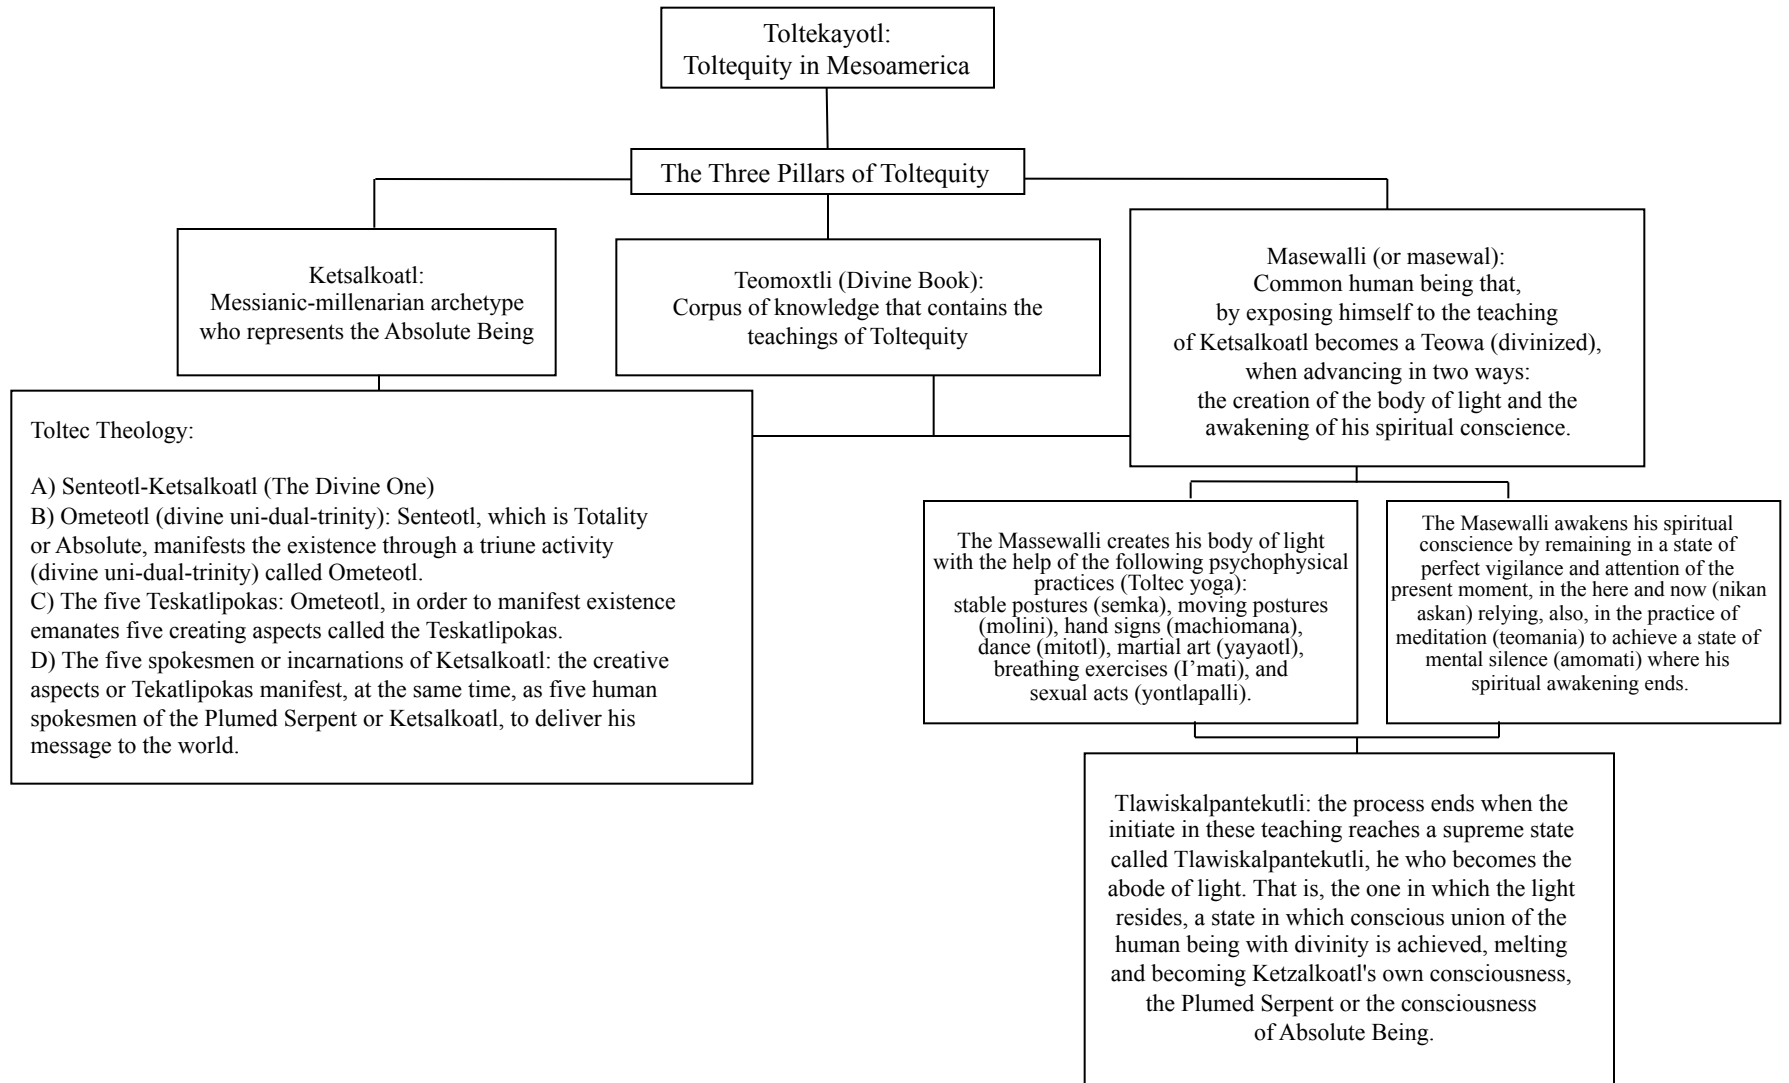 Toltekayotl:
Toltequity in Mesoamerica
The Three Pillars of Toltequity
Ketsalkoatl:
Messianic-millenarian archetype
who represents the Absolute Being
Teomoxtli (Divine Book):
Corpus of knowledge that contains the
teachings of Toltequity
Masewalli (or masewal):
Common human being that,
by exposing himself to the teaching
of Ketsalkoatl becomes a Teowa (divinized),
when advancing in two ways:
the creation of the body of light and the
awakening of his spiritual conscience.
Toltec Theology:
A) Senteotl-Ketsalkoatl (The Divine One)
B) Ometeotl (divine uni-dual-trinity): Senteotl, which is Totality
or Absolute, manifests the existence through a triune activity
(divine uni-dual-trinity) called Ometeotl.
C) The five Teskatlipokas: Ometeotl, in order to manifest existence
emanates five creating aspects called the Teskatlipokas.
D) The five spokesmen or incarnations of Ketsalkoatl: the creative
aspects or Tekatlipokas manifest, at the same time, as five human
spokesmen of the Plumed Serpent or Ketsalkoatl, to deliver his
message to the world.
The Massewalli creates his body of light
with the help of the following psychophysical
practices (Toltec yoga):
stable postures (semka), moving postures
(molini), hand signs (machiomana),
dance (mitotl), martial art (yayaotl),
breathing exercises (I’mati), and
sexual acts (yontlapalli).
The Masewalli awakens his spiritual
conscience by remaining in a state of
perfect vigilance and attention of the
present moment, in the here and now (nikan
askan) relying, also, in the practice of
meditation (teomania) to achieve a state of
mental silence (amomati) where his
spiritual awakening ends.
Tlawiskalpantekutli: the process ends when the
initiate in these teaching reaches a supreme state
called Tlawiskalpantekutli, he who becomes the
abode of light. That is, the one in which the light
resides, a state in which conscious union of the
human being with divinity is achieved, melting
and becoming Ketzalkoatl's own consciousness,
the Plumed Serpent or the consciousness
of Absolute Being.